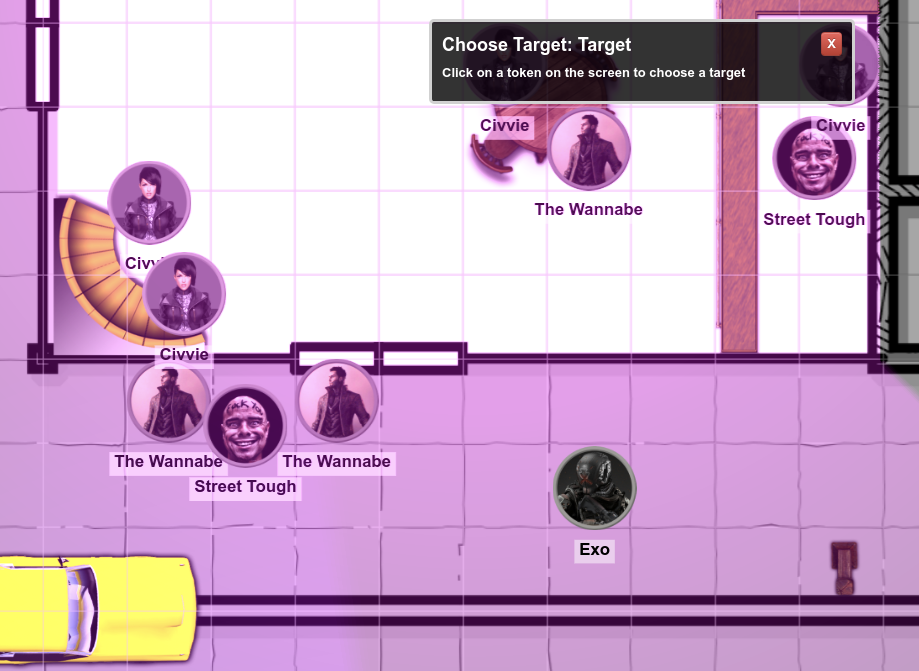 Choose Target: Target
X
Click on a token on the screen to choose a target
Civvie
Civvie
The Wannabe
Street Tough
Civvi
Civvie
The Wannabe
The Wannabe
Street Tough
Exo